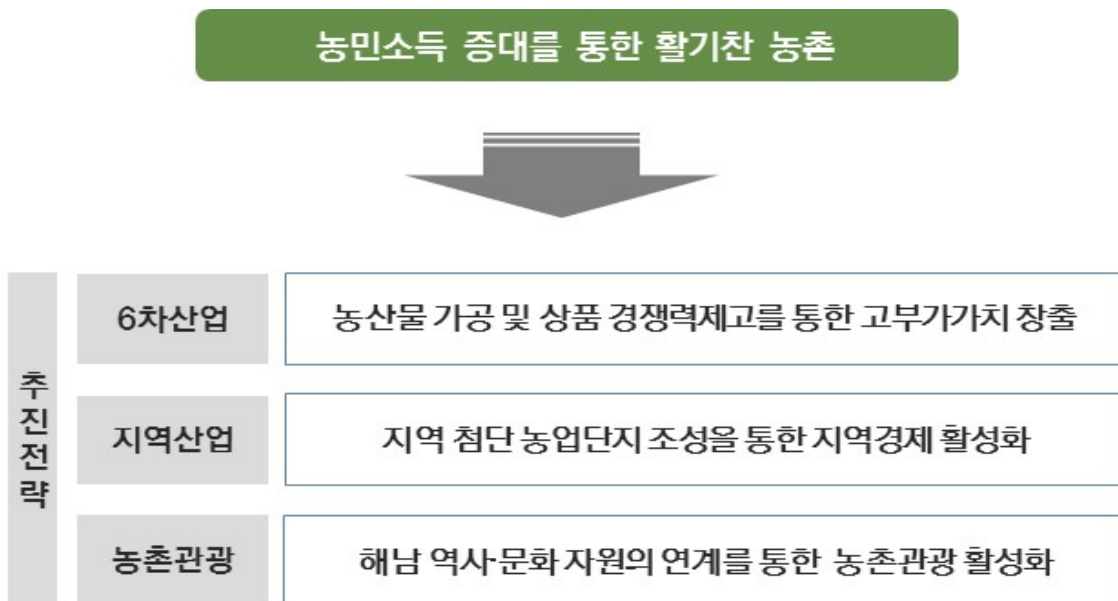 농민소득 증대를 통한 활기찬 농촌
추진전략
6차산업
농산물 가공 및 상품 경쟁력제고를 통한 고부가가치 창출
지역산업
지역 첨단 농업단지 조성을 통한 지역경제 활성화
농촌관광
해남 역사·문화 자원의 연계를 통한 농촌관광 활성화